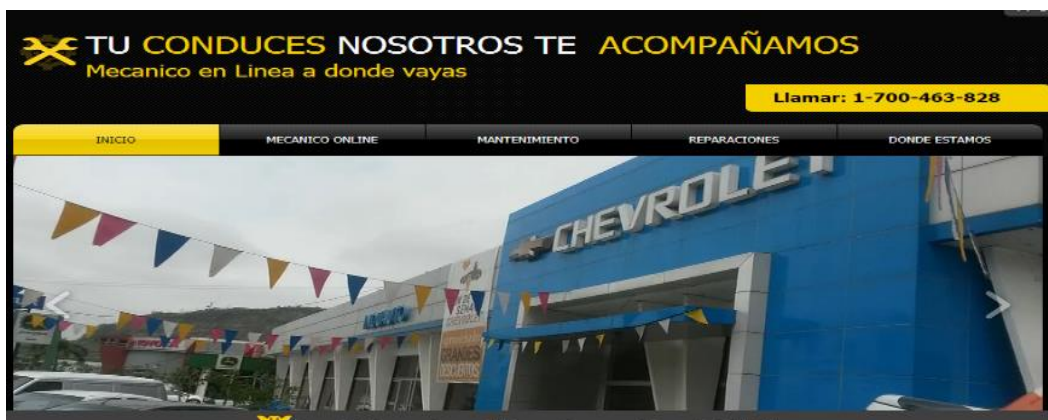 TU CONDUCES NOSOTROS TE ACOMPAÑAMOS
Mecanico en Linea a donde vayas
Llamar: 1-700-463-828
INICIO MECANICO ONLINE MANTENIMIENTO REPARACIONES DONDE ESTAMOS
CHEVROLET
GRANDES
DESCUENTOS